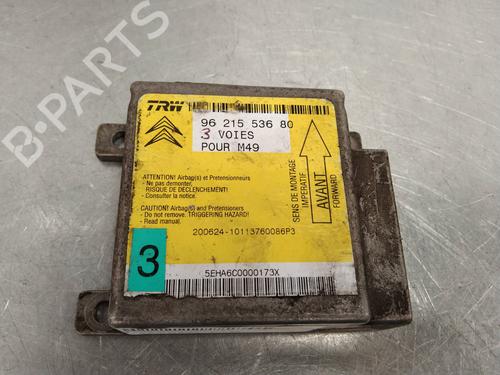 TRW
96 215 536 80
3 VOIES
POUR M49
ATTENTION! Airbag(s) et Pretensionneurs
- Ne pas demonter,
RISQUE DE DECLENCHEMENT!
- Consulter la notice.
CAUTION! Airbag(s) and Pretensioners
- Do not remove. TRIGGERING HAZARD!
- Read manual.
200624-10113760086P3
5EHA6C0000173X
SENS DE MONTAGE
IMPERATIF
AVANT
FORWARD
3
B-PARTS